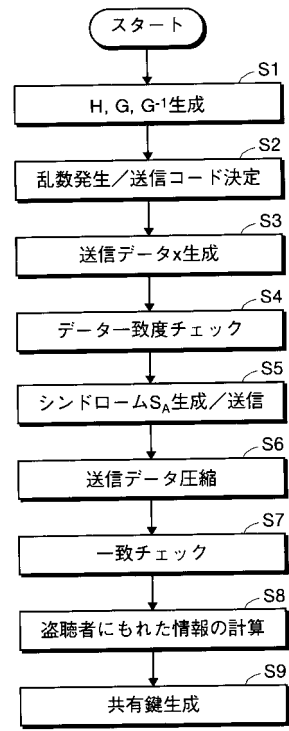 スタート
S1
H, G, G⁻¹生成
S2
乱数発生／送信コード決定
S3
送信データx生成
S4
データ一致度チェック
S5
シンドロームSA生成／送信
S6
送信データ圧縮
S7
一致チェック
S8
盗聴者にもれた情報の計算
S9
共有鍵生成